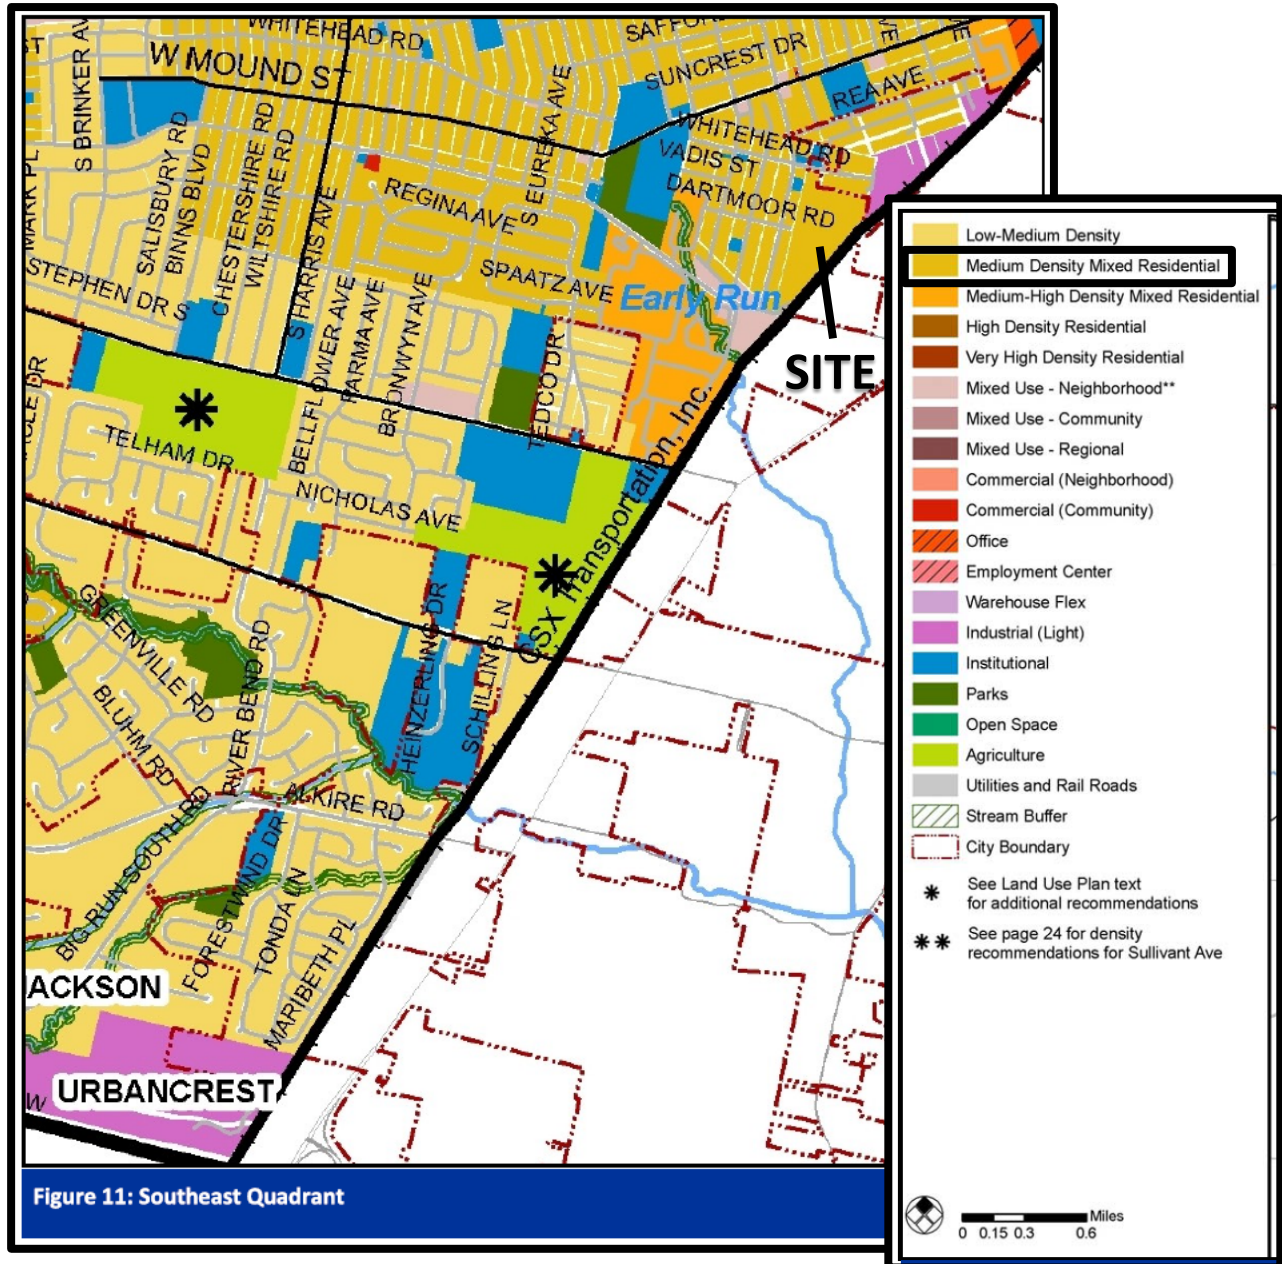 WHITEHEAD RD
W MOUND ST
S BRINKER AV
SUNCREST DR
REA AVE
WHITEHEAD RD
VADIS ST
DARTMOOR RD
S EUREKA AVE
REGINA AVE
SPAATZ AVE
SALISBURY RD
BINNS BLVD
CHESTERSHIRE RD
WILTSHIRE RD
S HARRIS AVE
MARK PL
STEPHEN DR S
BELLFLOWER AVE
PARMA AVE
BRONWYN AVE
Early Run
SITE
TEDCO DR
TELHAM DR
NICHOLAS AVE
CSX Transportation, Inc.
GREENVILLE RD
BLUHM RD
RIVER BEND RD
HEINZERLING DR
SCHILLING LN
ALKIRE RD
BIG RUN SOUTH RD
FORESTWIND DR
TONDA LN
MARIBETH PL
ACKSON
URBANCREST
W
Figure 11: Southeast Quadrant
Low-Medium Density
Medium Density Mixed Residential
Medium-High Density Mixed Residential
High Density Residential
Very High Density Residential
Mixed Use - Neighborhood**
Mixed Use - Community
Mixed Use - Regional
Commercial (Neighborhood)
Commercial (Community)
Office
Employment Center
Warehouse Flex
Industrial (Light)
Institutional
Parks
Open Space
Agriculture
Utilities and Rail Roads
Stream Buffer
City Boundary
* See Land Use Plan text
for additional recommendations
** See page 24 for density
recommendations for Sullivant Ave
Miles
0 0.15 0.3 0.6